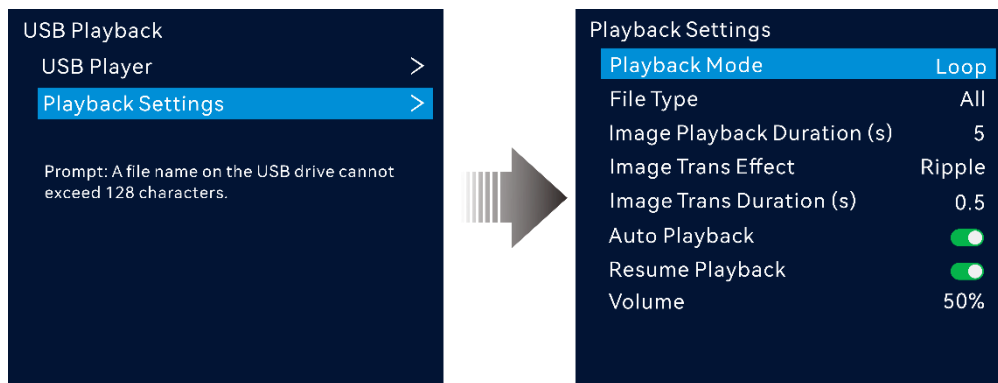 USB Playback
USB Player >
Playback Settings >
Prompt: A file name on the USB drive cannot
exceed 128 characters.
Playback Settings
Playback Mode Loop
File Type All
Image Playback Duration (s) 5
Image Trans Effect Ripple
Image Trans Duration (s) 0.5
Auto Playback
Resume Playback
Volume 50%